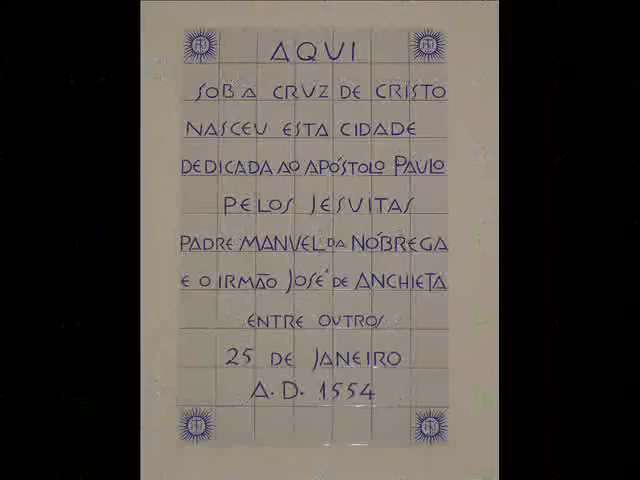 AQUI
SOB A CRUZ DE CRISTO
NASCEU ESTA CIDADE
DEDICADA AO APÓSTOLO PAULO
PELOS JESUITAS
PADRE MANUEL DA NÓBREGA
E O IRMÃO JOSÉ DE ANCHIETA
ENTRE OUTROS
25 DE JANEIRO
A.D. 1554